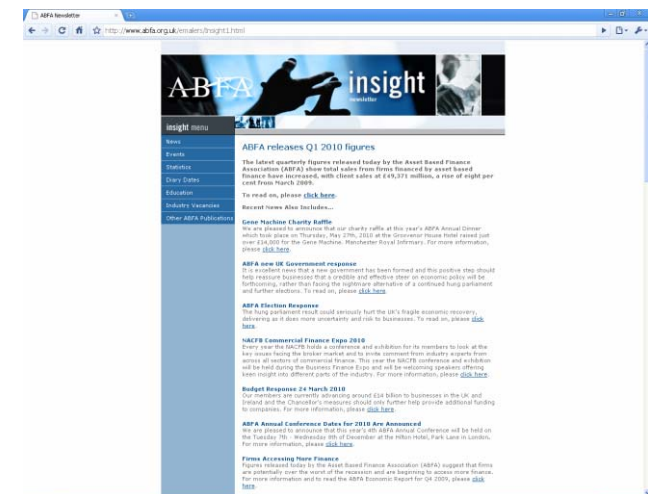 ABFA Newsletter
http://www.abfa.org.uk/emailers/Insight1.html
ABFA
insight
newsletter
insight menu
News
Events
Statistics
Diary Dates
Education
Industry Vacancies
Other ABFA Publications
ABFA releases Q1 2010 figures
The latest quarterly figures released today by the Asset Based Finance
Association (ABFA) show total sales from firms financed by asset based
finance have increased, with client sales at £49,371 million, a rise of eight per
cent from March 2009.
To read on, please click here.
Recent News Also Includes...
Gene Machine Charity Raffle
We are pleased to announce that our charity raffle at this year's ABFA Annual Dinner
which took place on Thursday, May 27th, 2010 at the Grosvenor House Hotel raised just
over £14,000 for the Gene Machine. Manchester Royal Infirmary. For more information,
please click here.
ABFA new UK Government response
It is excellent news that a new government has been formed and this positive step should
help reassure businesses that a credible and effective steer on economic policy will be
forthcoming, rather than facing the nightmare alternative of a continued hung parliament
and further elections. To read on, please click here.
ABFA Election Response
The hung parliament result could seriously hurt the UK's fragile economic recovery,
delivering as it does more uncertainty and risk to businesses. To read on, please click
here.
NACFB Commercial Finance Expo 2010
Every year the NACFB holds a conference and exhibition for its members to look at the
key issues facing the broker market and to invite comment from industry experts from
across all sectors of commercial finance. This year the NACFB conference and exhibition
will be held during the Business Finance Expo and will be welcoming speakers offering
keen insight into different parts of the industry. For more information, please click here.
Budget Response 24 March 2010
Our members are currently advancing around £14 billion to businesses in the UK and
Ireland and the Chancellor's measures should only further help provide additional funding
to companies. For more information, please click here.
ABFA Annual Conference Dates for 2010 Are Announced
We are pleased to announce that this year's 4th ABFA Annual Conference will be held on
the Tuesday 7th - Wednesday 8th of December at the Hilton Hotel, Park Lane in London.
For more information, please click here.
Firms Accessing More Finance
Figures released today by the Asset Based Finance Association (ABFA) suggest that firms
are potentially over the worst of the recession and are beginning to access more finance.
For more information and to read the ABFA Economic Report for Q4 2009, please click
here.